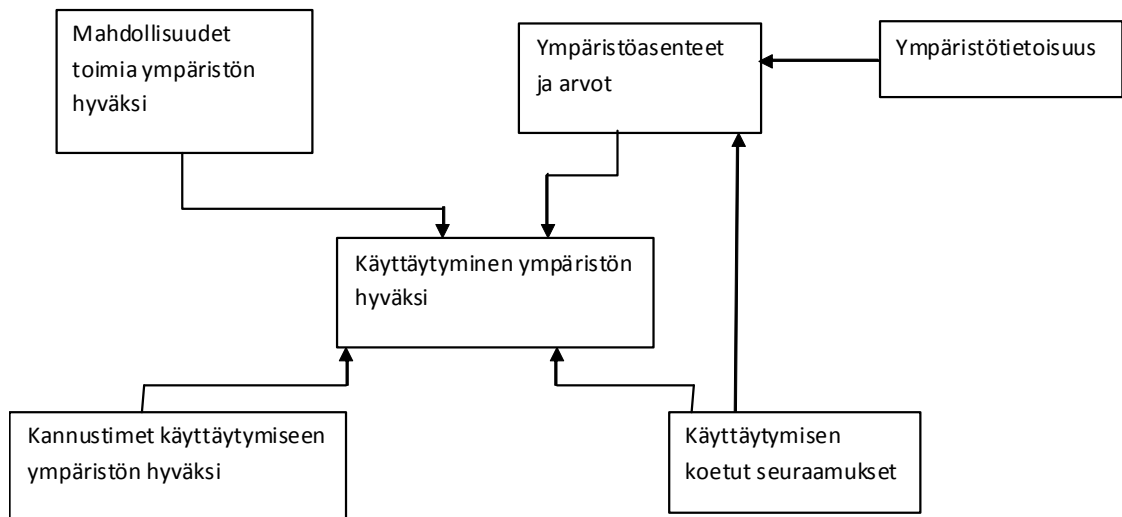 Mahdollisuudet
toimia ympäristön
hyväksi
Ympäristöasenteet
ja arvot
Ympäristötietoisuus
Käyttäytyminen ympäristön
hyväksi
Kannustimet käyttäytymiseen
ympäristön hyväksi
Käyttäytymisen
koetut seuraamukset